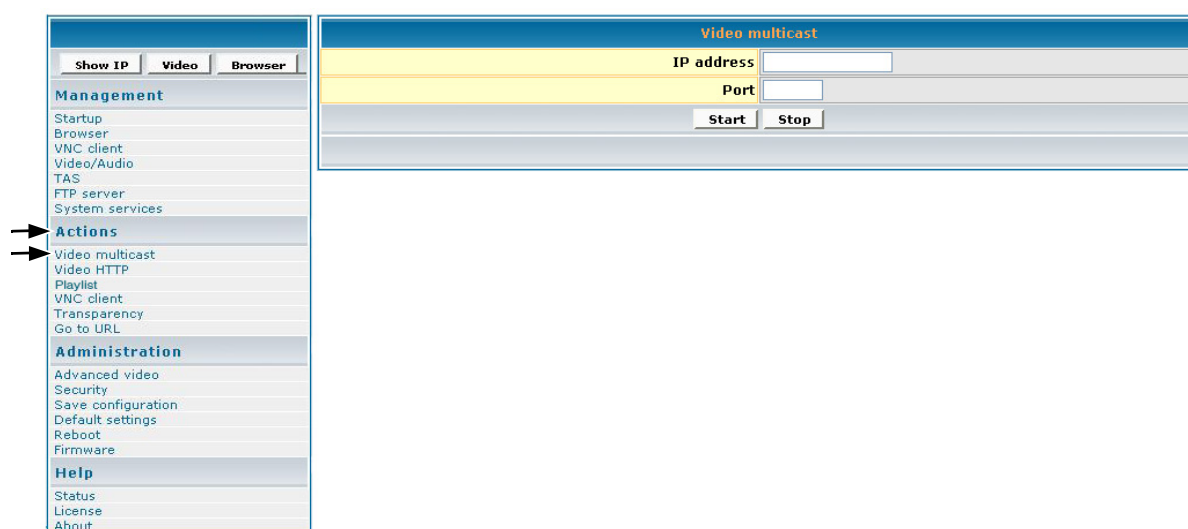 Show IP Video Browser
Management
Startup
Browser
VNC client
Video/Audio
TAS
FTP server
System services
Actions
Video multicast
Video HTTP
Playlist
VNC client
Transparency
Go to URL
Administration
Advanced video
Security
Save configuration
Default settings
Reboot
Firmware
Help
Status
License
About
Video multicast
IP address
Port
Start Stop